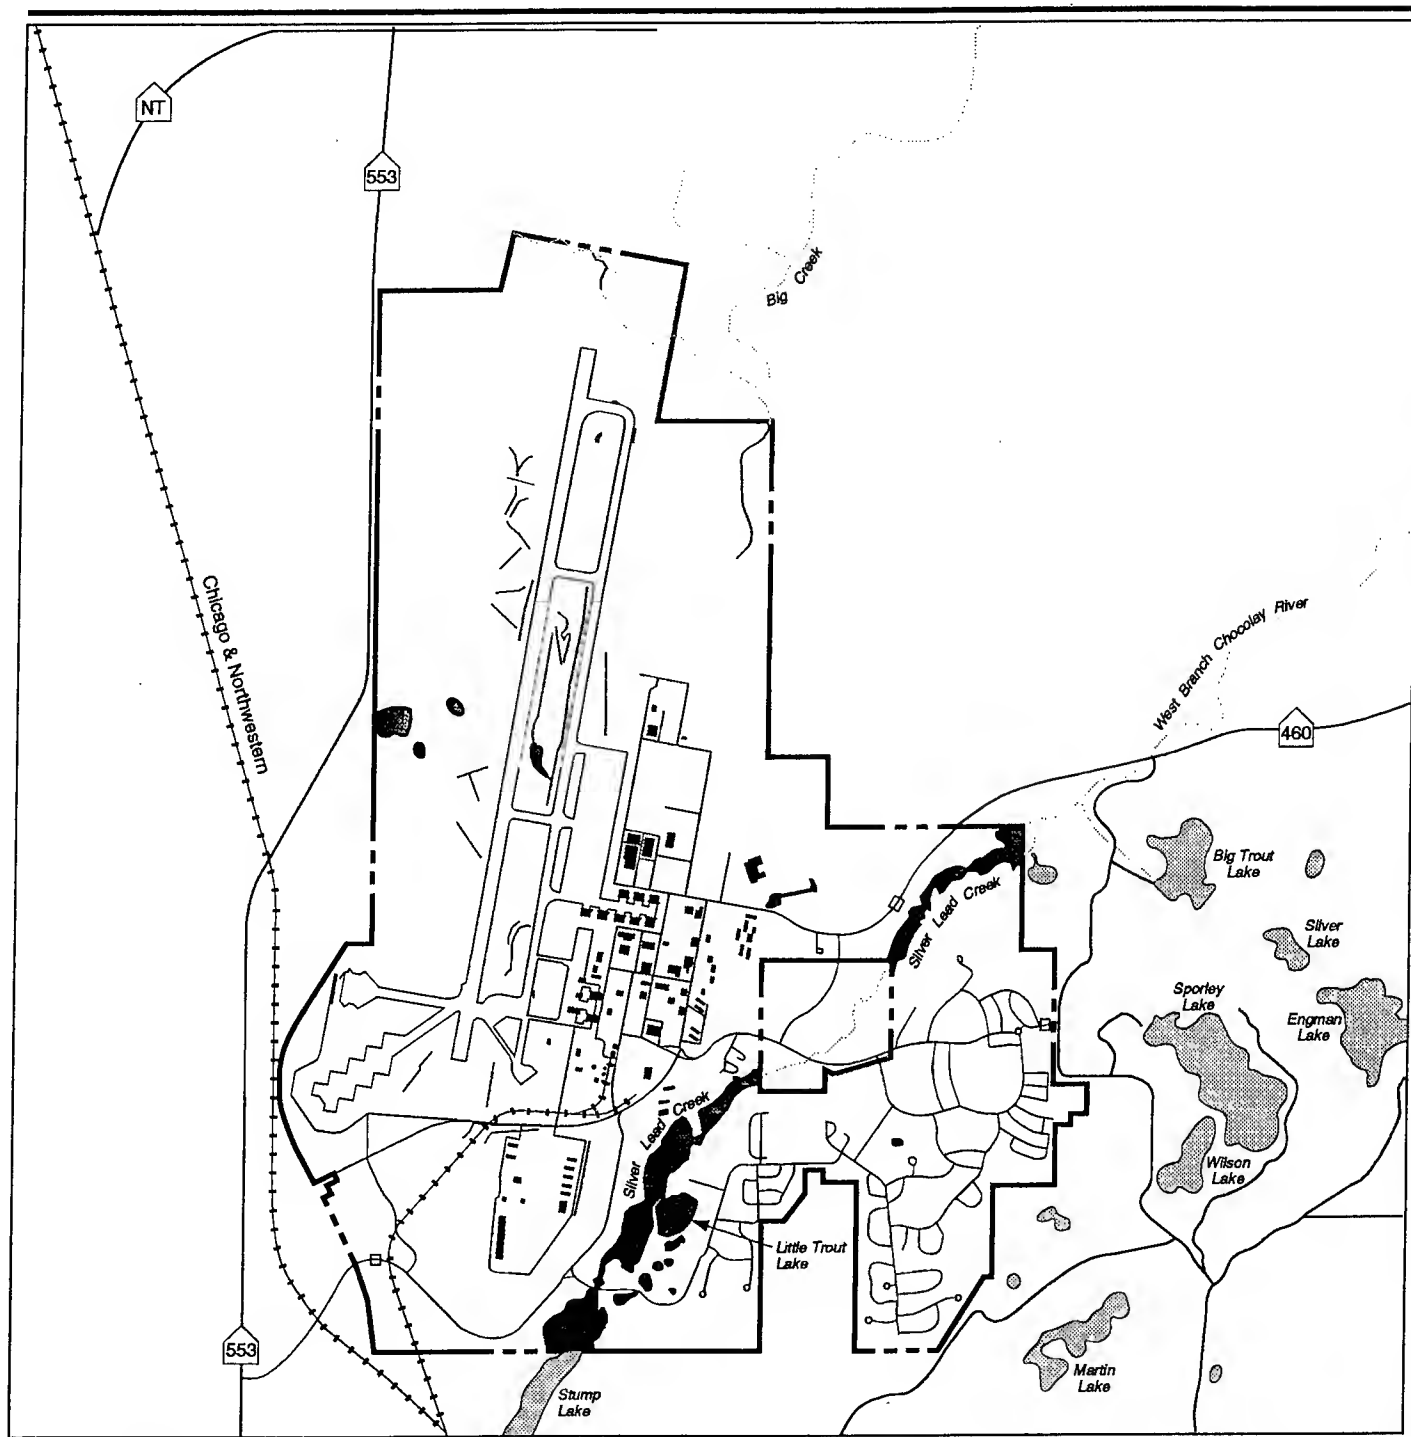 NT
553
Big Creek
Chicago & Northwestern
West Branch Chocolay River
460
Big Trout
Lake
Silver Lead Creek
Silver
Lake
Sporley
Lake
Engman
Lake
Silver Lead Creek
Wilson
Lake
Little Trout
Lake
553
Martin
Lake
Stump
Lake